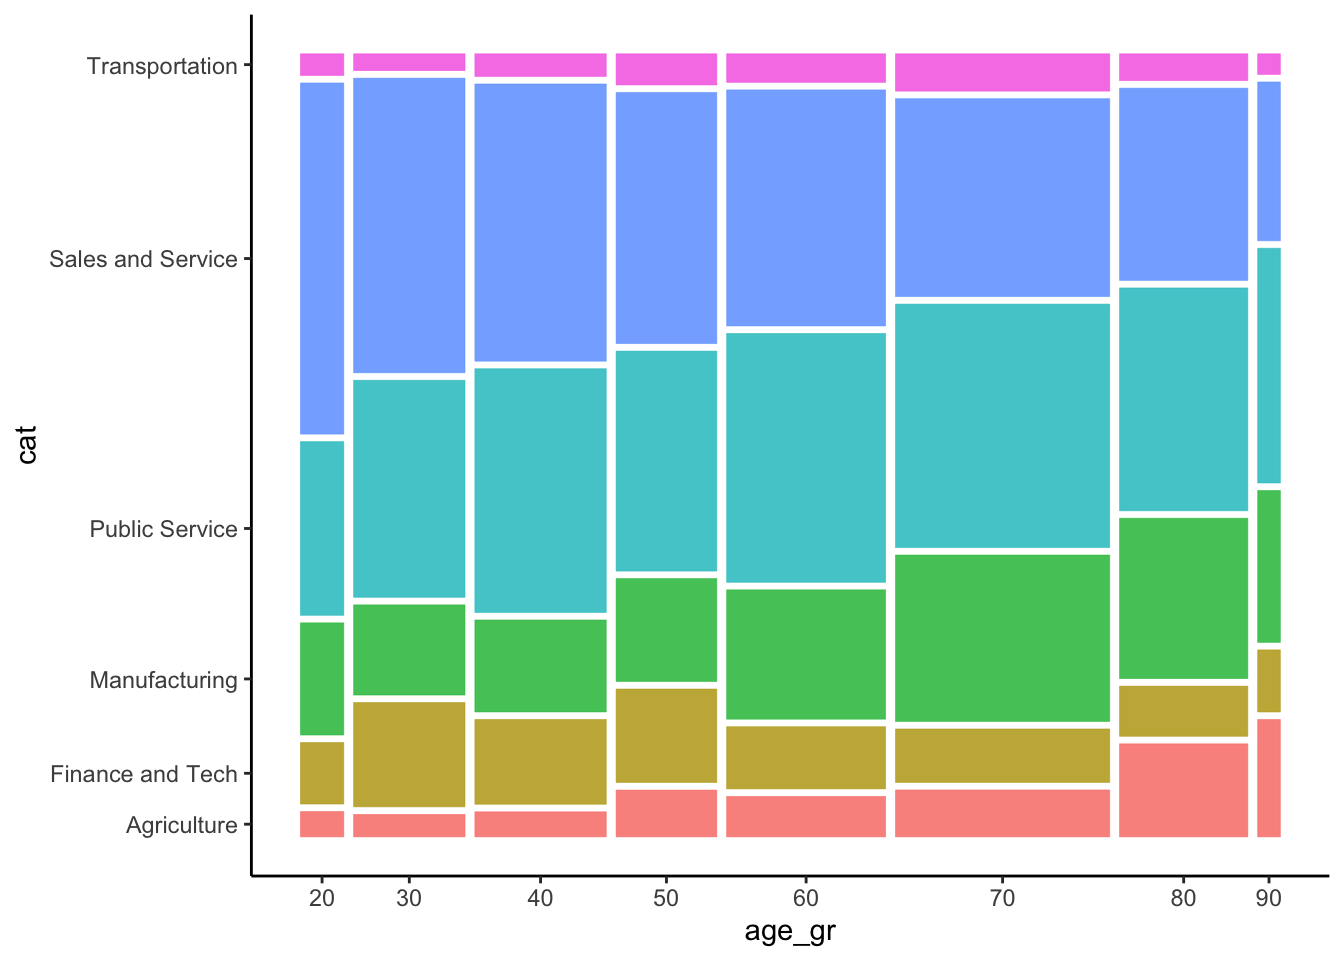 Transportation
Sales and Service
Public Service
Manufacturing
Finance and Tech
Agriculture
cat
20 30 40 50 60 70 80 90
age_gr